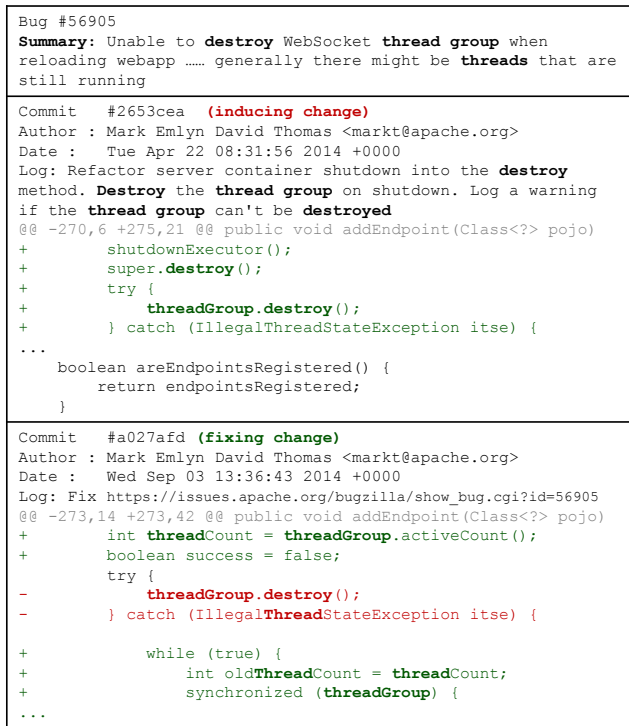 Bug #56905
Summary: Unable to destroy WebSocket thread group when
reloading webapp …… generally there might be threads that are
still running
Commit   #2653cea  (inducing change)
Author : Mark Emlyn David Thomas <markt@apache.org>
Date :   Tue Apr 22 08:31:56 2014 +0000
Log: Refactor server container shutdown into the destroy
method. Destroy the thread group on shutdown. Log a warning
if the thread group can't be destroyed
@@ -270,6 +275,21 @@ public void addEndpoint(Class<?> pojo)
+        shutdownExecutor();
+        super.destroy();
+        try {
+            threadGroup.destroy();
+        } catch (IllegalThreadStateException itse) {
...
    boolean areEndpointsRegistered() {
        return endpointsRegistered;
    }
Commit   #a027afd (fixing change)
Author : Mark Emlyn David Thomas <markt@apache.org>
Date :   Wed Sep 03 13:36:43 2014 +0000
Log: Fix https://issues.apache.org/bugzilla/show_bug.cgi?id=56905
@@ -273,14 +273,42 @@ public void addEndpoint(Class<?> pojo)
+        int threadCount = threadGroup.activeCount();
+        boolean success = false;
         try {
-            threadGroup.destroy();
-        } catch (IllegalThreadStateException itse) {
+            while (true) {
+                int oldThreadCount = threadCount;
+                synchronized (threadGroup) {
...